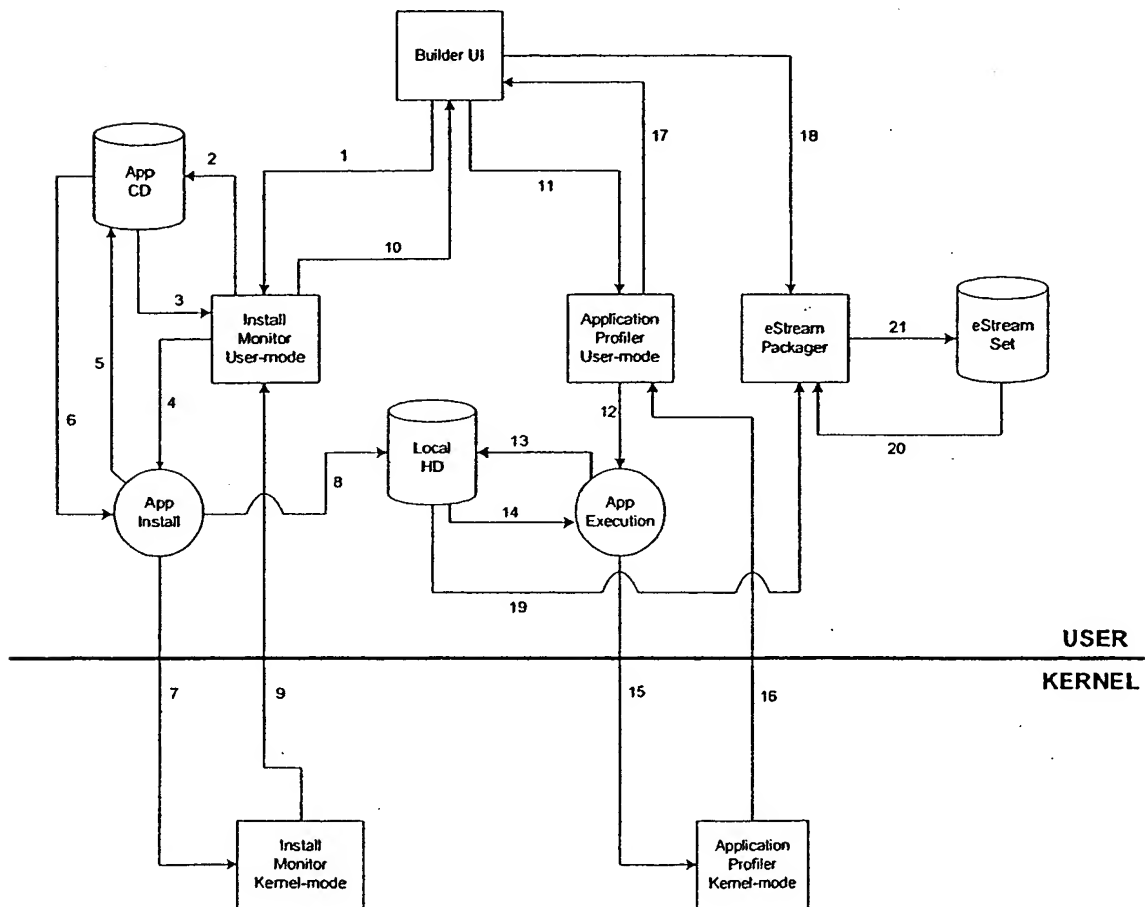 Builder UI
17
18
App
CD
2
1
11
10
3
Install
Monitor
User-mode
Application
Profiler
User-mode
eStream
Packager
21
eStream
Set
5
4
6
12
20
Local
HD
13
8
14
App
Install
App
Execution
19
USER
KERNEL
7
9
15
16
Install
Monitor
Kernel-mode
Application
Profiler
Kernel-mode